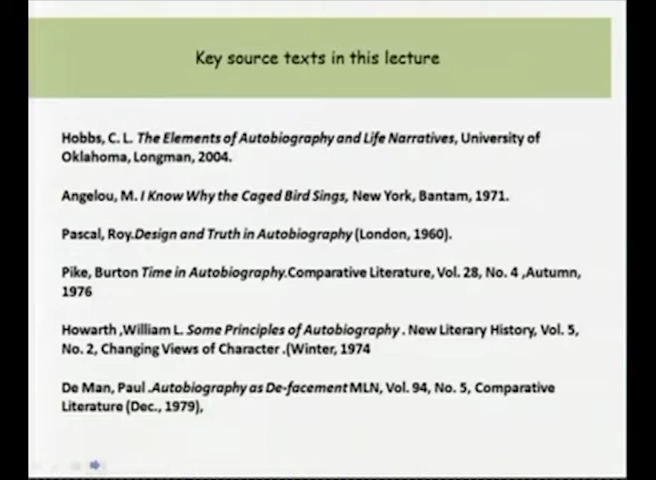 Key source texts in this lecture
Hobbs, C. L. The Elements of Autobiography and Life Narratives, University of
Oklahoma, Longman, 2004.
Angelou, M. I Know Why the Caged Bird Sings, New York, Bantam, 1971.
Pascal, Roy.Design and Truth in Autobiography (London, 1960).
Pike, Burton Time in Autobiography.Comparative Literature, Vol. 28, No. 4 ,Autumn,
1976
Howarth ,William L. Some Principles of Autobiography . New Literary History, Vol. 5,
No. 2, Changing Views of Character .(Winter, 1974
De Man, Paul .Autobiography as De-facement MLN, Vol. 94, No. 5, Comparative
Literature (Dec., 1979),